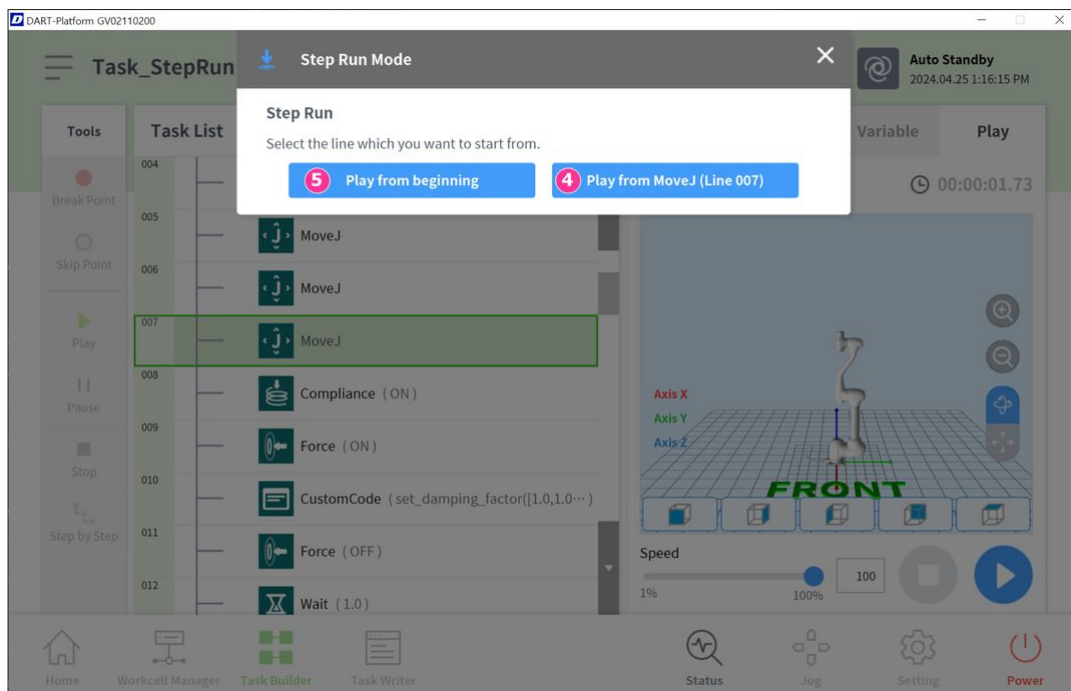 DART-Platform GV02110200
Task_StepRun
Step Run Mode
Auto Standby
2024.04.25 1:16:15 PM
Step Run
Select the line which you want to start from.
5 Play from beginning
4 Play from MoveJ (Line 007)
Tools
Task List
Variable
Play
00:00:01.73
Break Point
Skip Point
Play
Pause
Stop
Step by Step
004
005
MoveJ
006
MoveJ
007
MoveJ
008
Compliance (ON)
009
Force (ON)
010
CustomCode (set_damping_factor([1.0,1.0⋯)
011
Force (OFF)
012
Wait (1.0)
Axis X
Axis Y
Axis Z
FRONT
Speed
1%
100%
100
Home
Workcell Manager
Task Builder
Task Writer
Status
Jog
Setting
Power